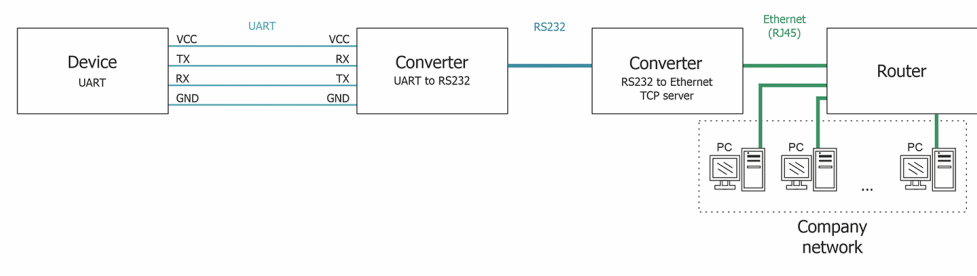 UART
RS232
Ethernet
(RJ45)
Device
UART
VCC
TX
RX
GND
VCC
RX
TX
GND
Converter
UART to RS232
Converter
RS232 to Ethernet
TCP server
Router
PC
PC
PC
...
Company
network